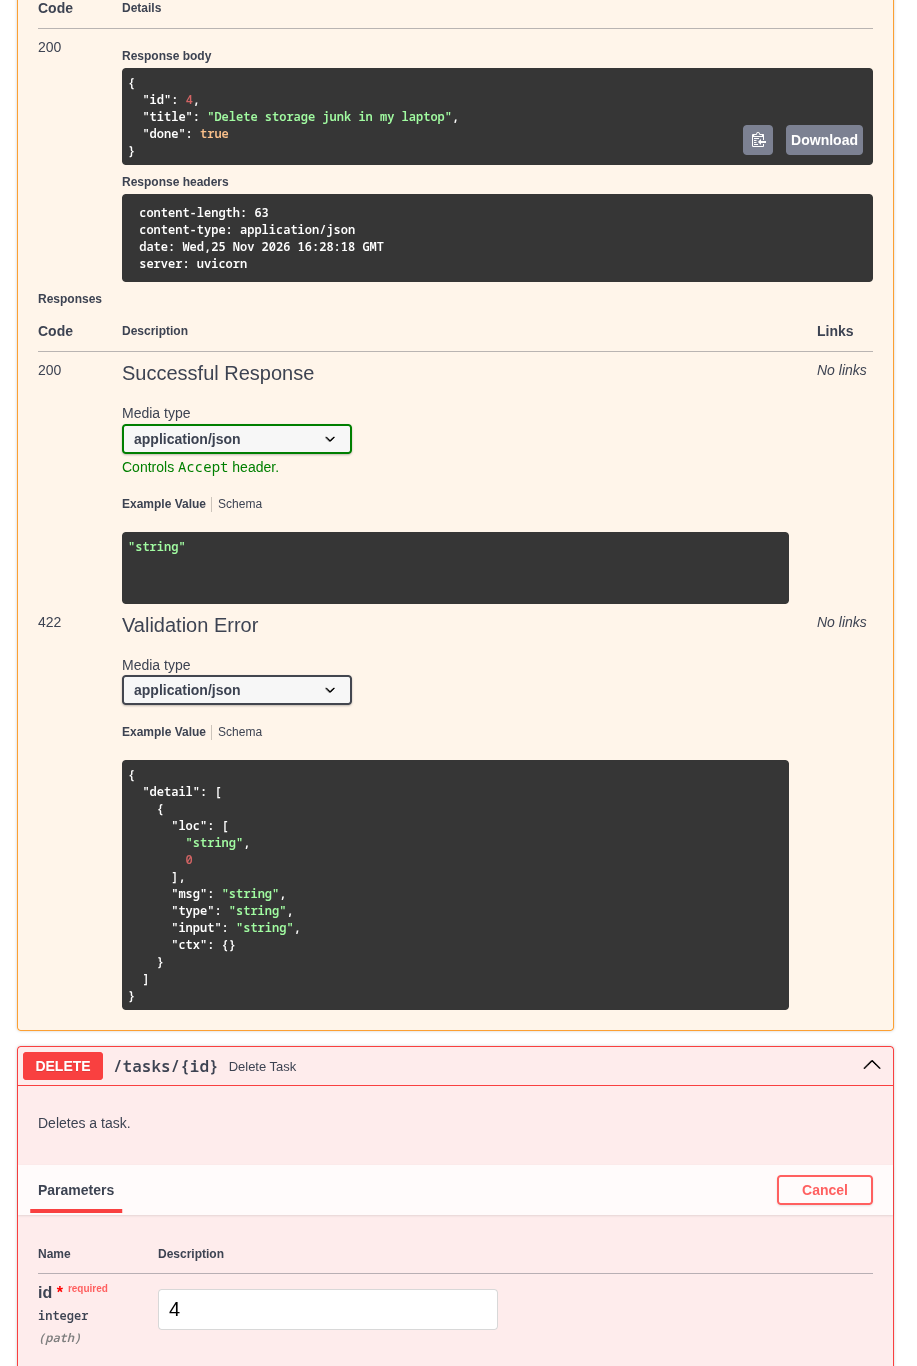 Code Details
200
Response body
{
  "id": 4,
  "title": "Delete storage junk in my laptop",
  "done": true
}
Download
Response headers
content-length: 63
content-type: application/json
date: Wed,25 Nov 2026 16:28:18 GMT
server: uvicorn
Responses
Code Description Links
200 Successful Response No links
Media type
application/json
Controls Accept header.
Example Value Schema
"string"
422 Validation Error No links
Media type
application/json
Example Value Schema
{
  "detail": [
    {
      "loc": [
        "string",
        0
      ],
      "msg": "string",
      "type": "string",
      "input": "string",
      "ctx": {}
    }
  ]
}
DELETE /tasks/{id} Delete Task
Deletes a task.
Parameters Cancel
Name Description
id * required
integer
(path)
4